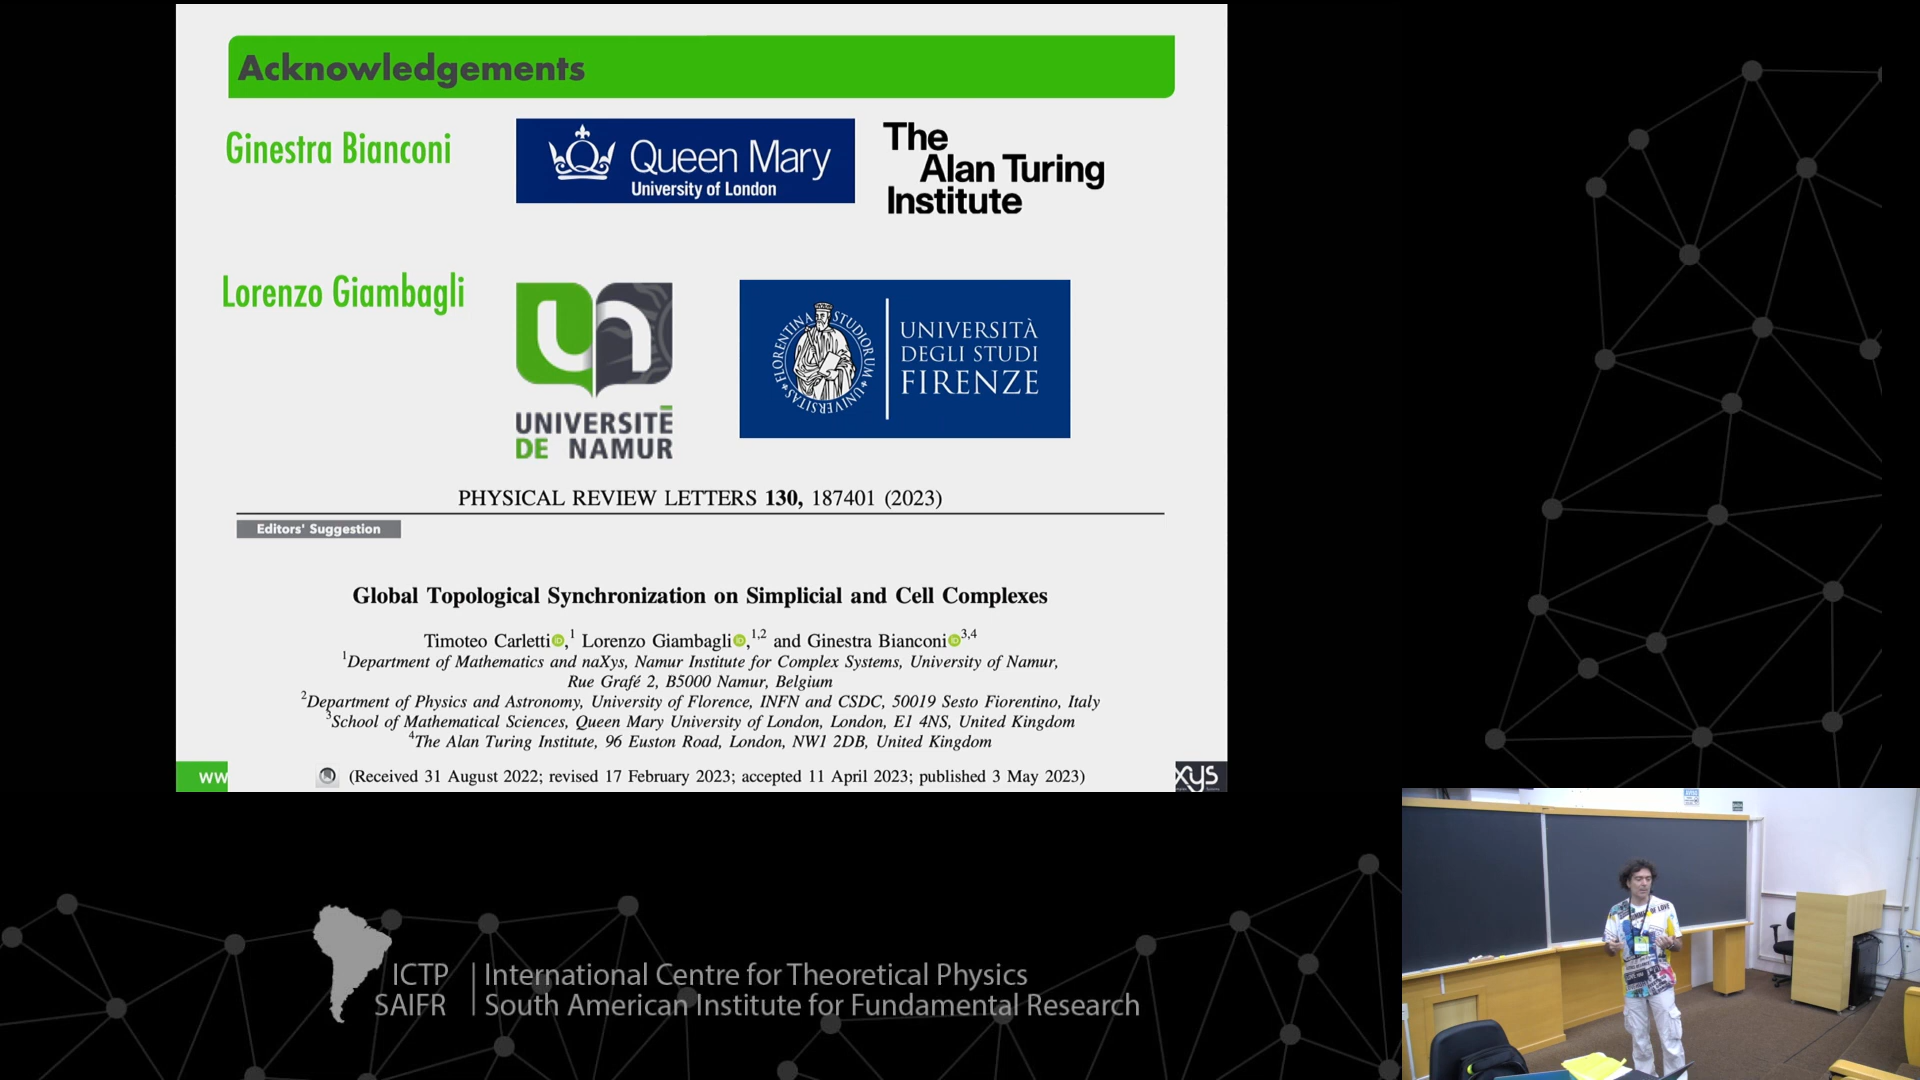 Acknowledgements
Ginestra Bianconi
Queen Mary
University of London
The
Alan Turing
Institute
Lorenzo Giambagli
UNIVERSITÉ
DE NAMUR
FLORENTINA STUDIORUM UNIVERSITAS
UNIVERSITÀ
DEGLI STUDI
FIRENZE
PHYSICAL REVIEW LETTERS 130, 187401 (2023)
Editors' Suggestion
Global Topological Synchronization on Simplicial and Cell Complexes
Timoteo Carletti,1 Lorenzo Giambagli,1,2 and Ginestra Bianconi3,4
1Department of Mathematics and naXys, Namur Institute for Complex Systems, University of Namur,
Rue Grafé 2, B5000 Namur, Belgium
2Department of Physics and Astronomy, University of Florence, INFN and CSDC, 50019 Sesto Fiorentino, Italy
3School of Mathematical Sciences, Queen Mary University of London, London, E1 4NS, United Kingdom
4The Alan Turing Institute, 96 Euston Road, London, NW1 2DB, United Kingdom
(Received 31 August 2022; revised 17 February 2023; accepted 11 April 2023; published 3 May 2023)
ww
xys
ICTP | International Centre for Theoretical Physics
SAIFR | South American Institute for Fundamental Research